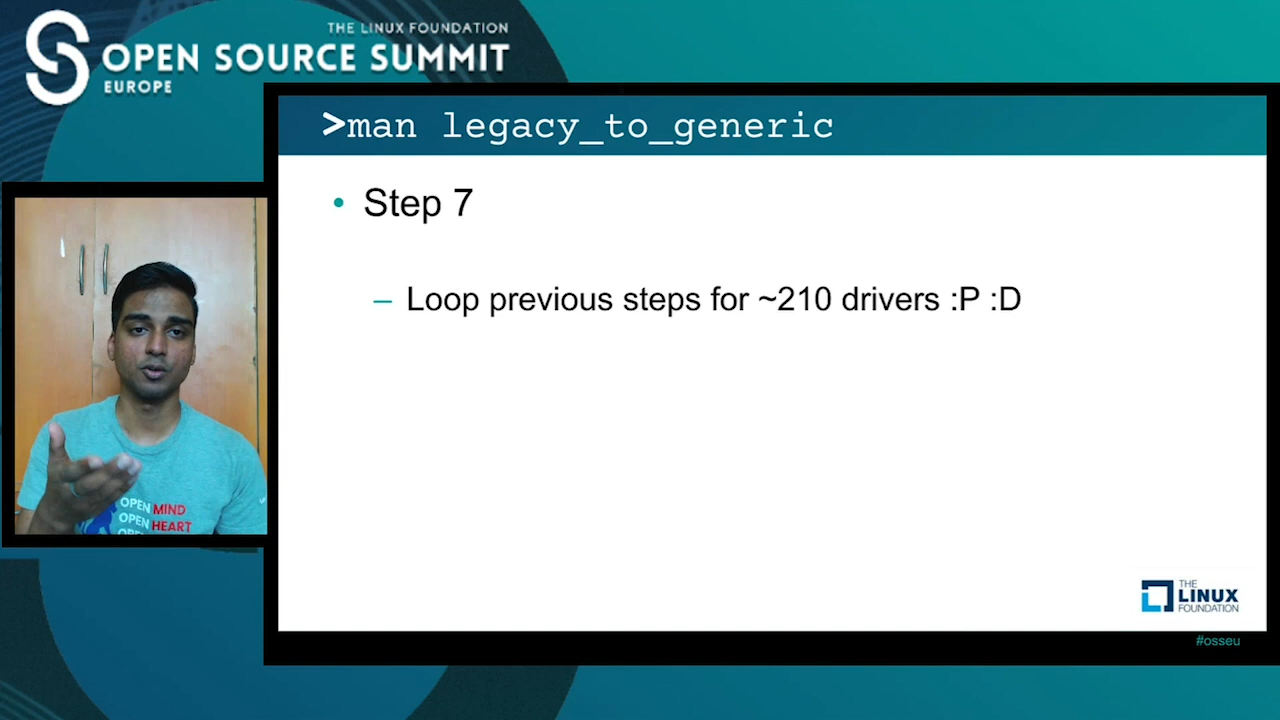 THE LINUX FOUNDATION
OPEN SOURCE SUMMIT
EUROPE
>man legacy_to_generic
• Step 7
– Loop previous steps for ~210 drivers :P :D
OPEN MIND
OPEN HEART
THE
LINUX
FOUNDATION
#osseu